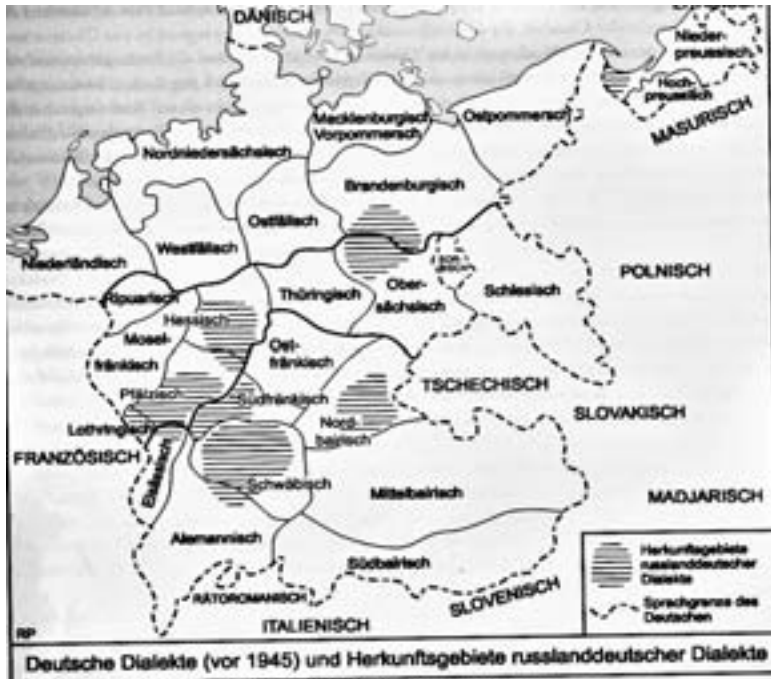 DÄNISCH
Nieder-
preussisch
Hoch-
preußisch
MASURISCH
Ostpommersch
Mecklenburgisch
Vorpommersch
Nordniedersächsisch
Brandenburgisch
Ostfälisch
Westfälisch
Niederländisch
POLNISCH
Schlesisch
Ober-
sächsisch
Thüringisch
Ripuarisch
Hessisch
Mosel-
fränkisch
Ost-
fränkisch
TSCHECHISCH
Pfälzisch
Südfränkisch
Nord-
bairisch
SLOVAKISCH
Lothringisch
FRANZÖSISCH
Elsässisch
Schwäbisch
Mittelbairisch
MADJARISCH
Alemannisch
Südbairisch
RÄTOROMANISCH
SLOVENISCH
ITALIENISCH
Herkunftsgebiete
russlanddeutscher
Dialekte
Sprachgrenze des
Deutschen
RP
Deutsche Dialekte (vor 1945) und Herkunftsgebiete russlanddeutscher Dialekte